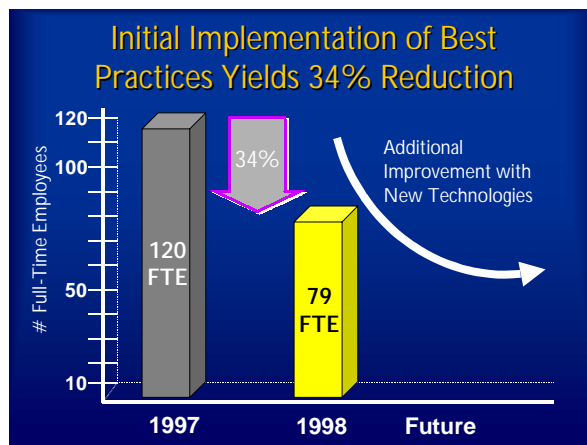 Initial Implementation of Best
Practices Yields 34% Reduction
# Full-Time Employees
120
100
50
10
34%
Additional
Improvement with
New Technologies
120
FTE
79
FTE
1997
1998
Future